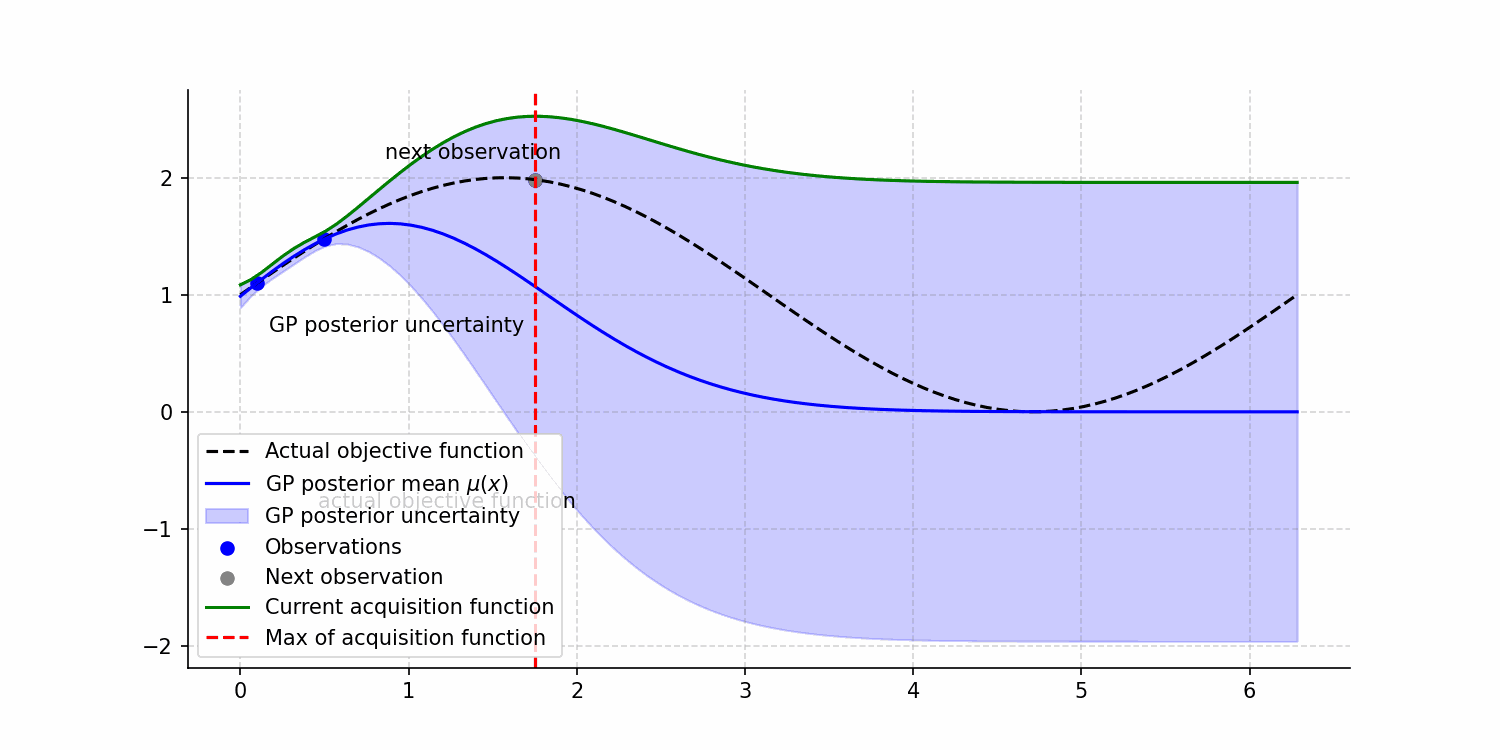 next observation
2
1
GP posterior uncertainty
0
Actual objective function
GP posterior mean μ(x)
actual objective function
GP posterior uncertainty
−1
Observations
Next observation
Current acquisition function
Max of acquisition function
−2
0 1 2 3 4 5 6